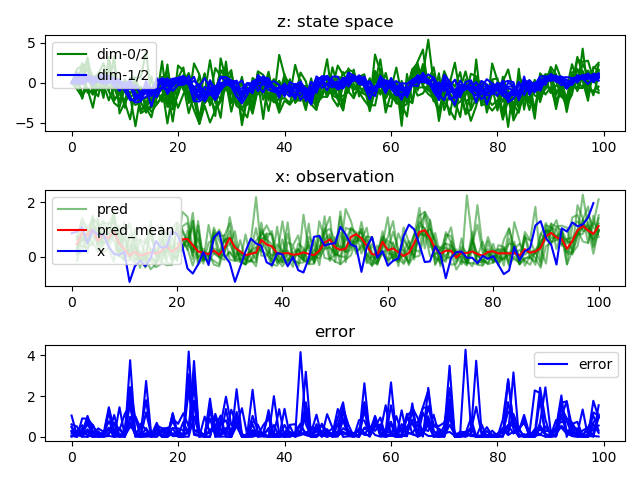 z: state space
5
0
−5
dim-0/2
dim-1/2
0 20 40 60 80 100
x: observation
2
0
pred
pred_mean
x
0 20 40 60 80 100
error
4
2
0
error
0 20 40 60 80 100